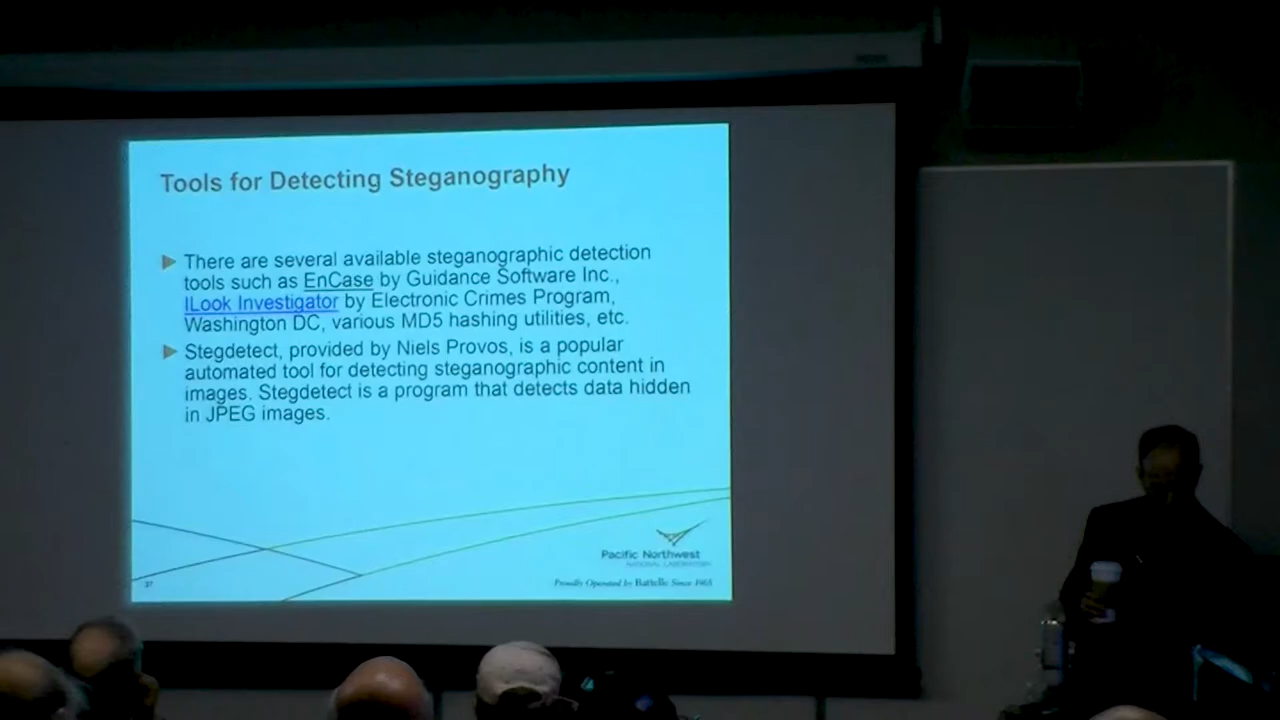 Tools for Detecting Steganography
There are several available steganographic detection
tools such as EnCase by Guidance Software Inc.,
ILook Investigator by Electronic Crimes Program,
Washington DC, various MD5 hashing utilities, etc.
Stegdetect, provided by Niels Provos, is a popular
automated tool for detecting steganographic content in
images. Stegdetect is a program that detects data hidden
in JPEG images.
Pacific Northwest
NATIONAL LABORATORY
Proudly Operated by Battelle Since 1965
37